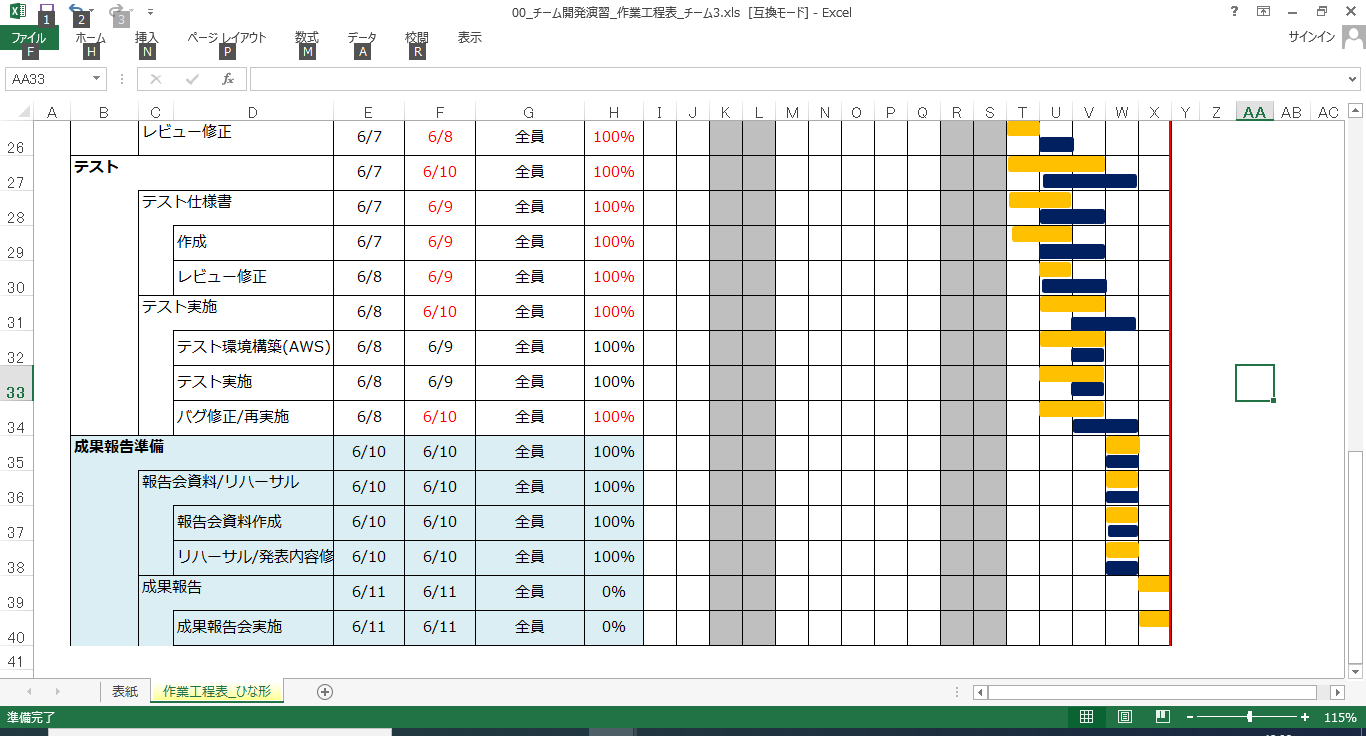 1 2 3
00_チーム開発演習_作業工程表_チーム3.xls [互換モード] - Excel
?
ファイル ホーム 挿入 ページ レイアウト 数式 データ 校閲 表示 サインイン
F H N P M A R
AA33 fx
A B C D E F G H I J K L M N O P Q R S T U V W X Y Z AA AB AC
26 レビュー修正 6/7 6/8 全員 100%
27 テスト 6/7 6/10 全員 100%
28 テスト仕様書 6/7 6/9 全員 100%
29 作成 6/7 6/9 全員 100%
30 レビュー修正 6/8 6/9 全員 100%
31 テスト実施 6/8 6/10 全員 100%
32 テスト環境構築(AWS) 6/8 6/9 全員 100%
33 テスト実施 6/8 6/9 全員 100%
34 バグ修正/再実施 6/8 6/10 全員 100%
35 成果報告準備 6/10 6/10 全員 100%
36 報告会資料/リハーサル 6/10 6/10 全員 100%
37 報告会資料作成 6/10 6/10 全員 100%
38 リハーサル/発表内容修 6/10 6/10 全員 100%
39 成果報告 6/11 6/11 全員 0%
40 成果報告会実施 6/11 6/11 全員 0%
41
表紙 作業工程表_ひな形
準備完了 115%